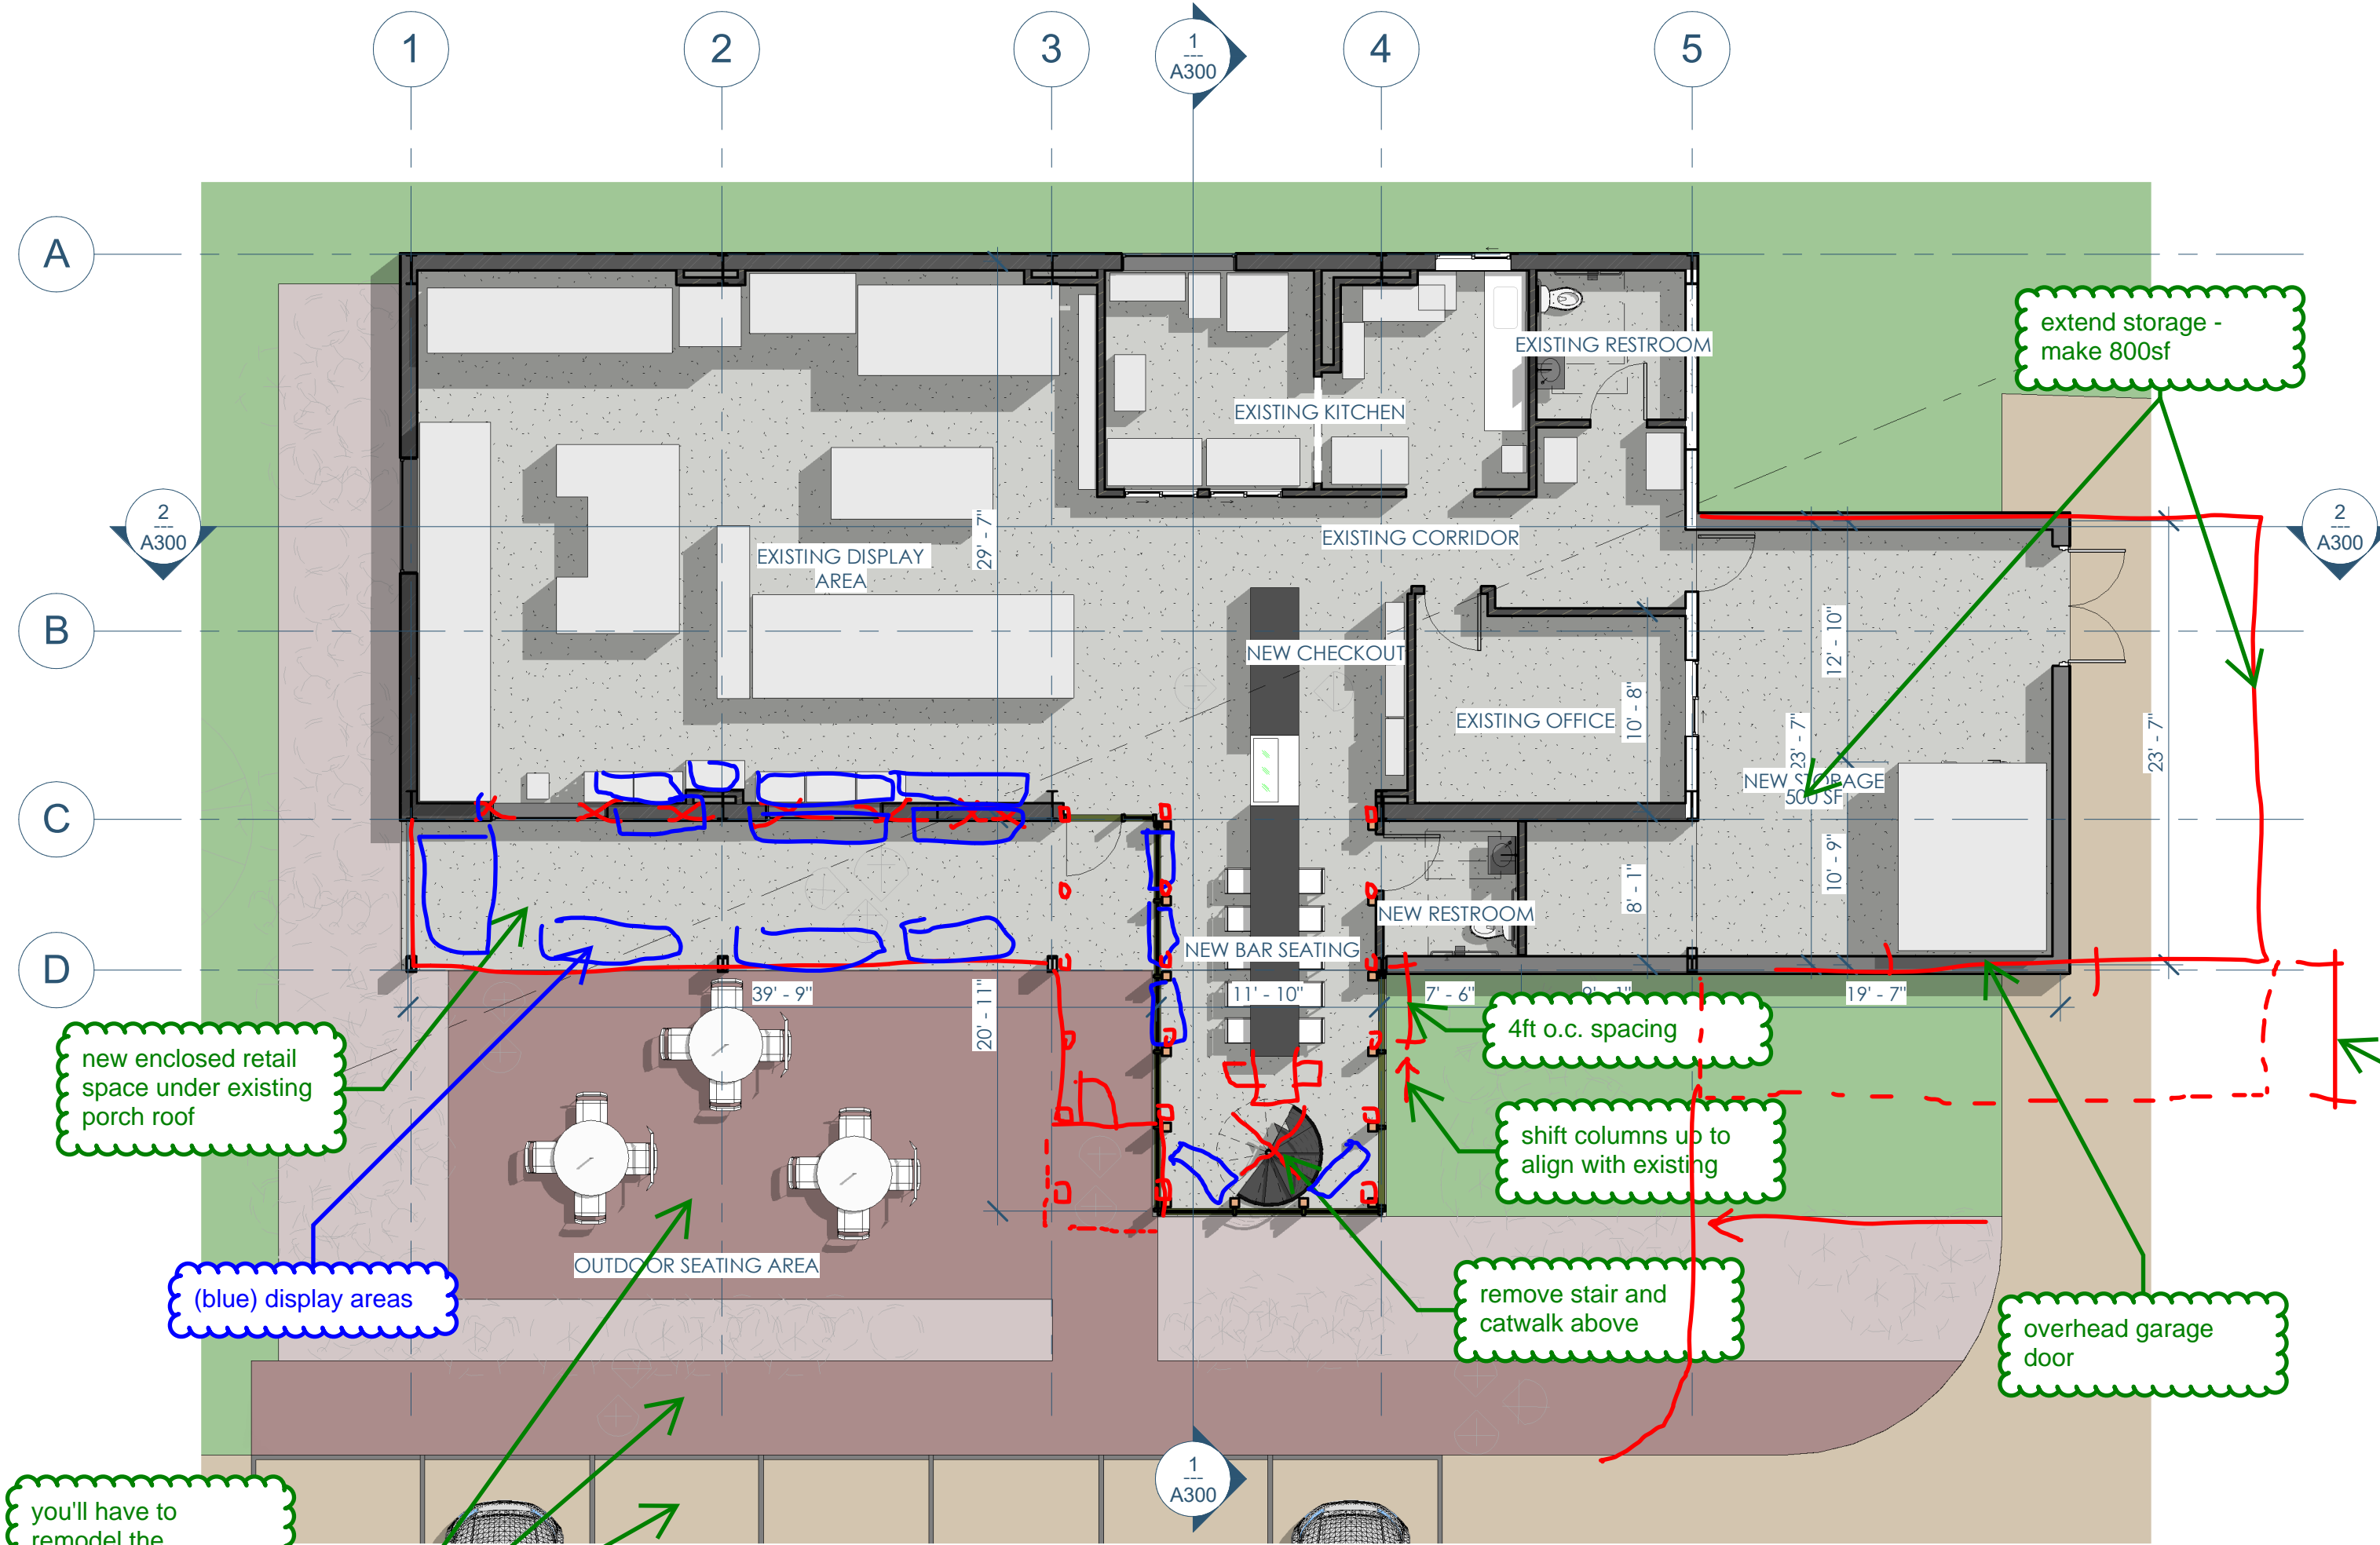 1
2
3
1
---
A300
4
5
A
extend storage -
make 800sf
EXISTING RESTROOM
EXISTING KITCHEN
2
---
A300
29' - 7"
EXISTING CORRIDOR
2
---
A300
EXISTING DISPLAY
AREA
B
NEW CHECKOUT
12' - 10"
10' - 8"
EXISTING OFFICE
23' - 7"
23' - 7"
NEW STORAGE
500 SF
C
10' - 9"
8' - 1"
NEW RESTROOM
NEW BAR SEATING
D
39' - 9"
11' - 10"
7' - 6"
19' - 7"
20' - 11"
4ft o.c. spacing
new enclosed retail
space under existing
porch roof
shift columns up to
align with existing
OUTDOOR SEATING AREA
(blue) display areas
remove stair and
catwalk above
overhead garage
door
1
---
A300
you'll have to
remodel the